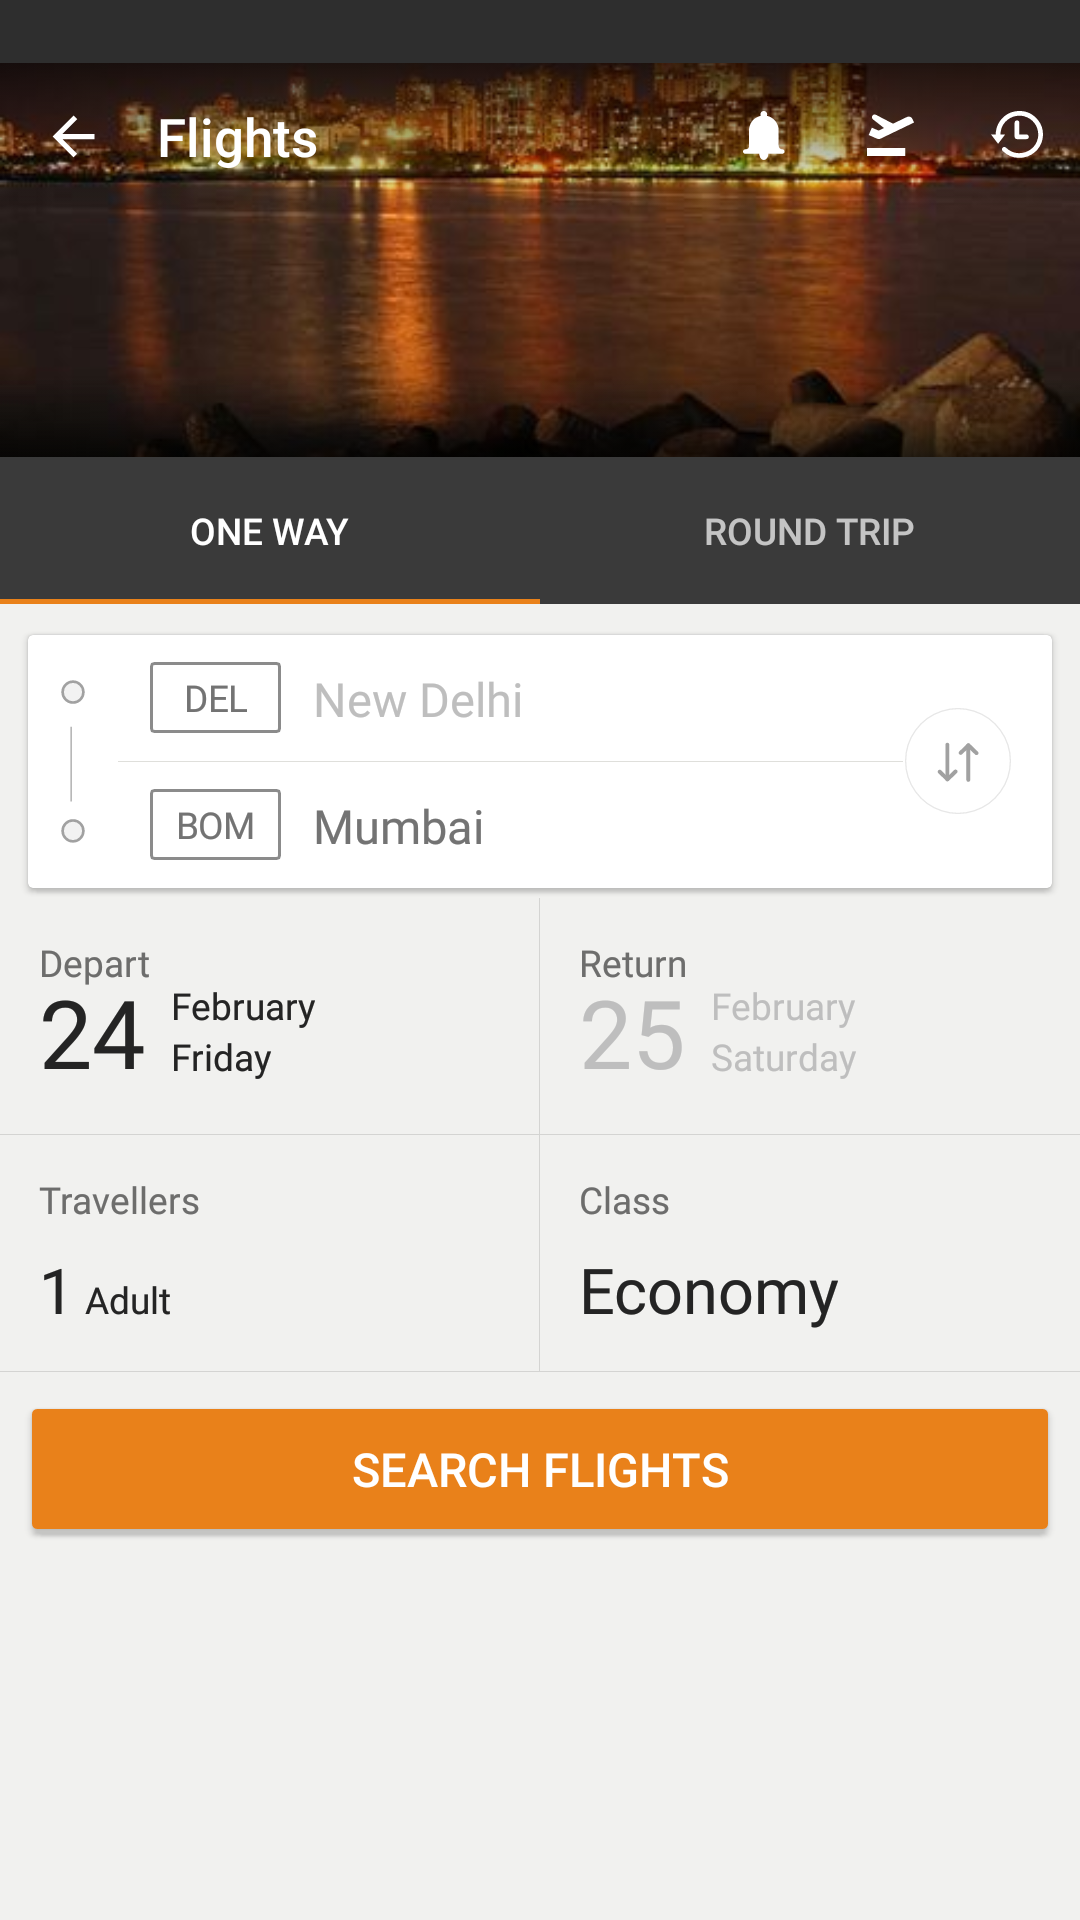 Flights
ONE WAY
ROUND TRIP
DEL New Delhi
BOM Mumbai
Depart
24 February
Friday
Return
25 February
Saturday
Travellers
1 Adult
Class
Economy
SEARCH FLIGHTS